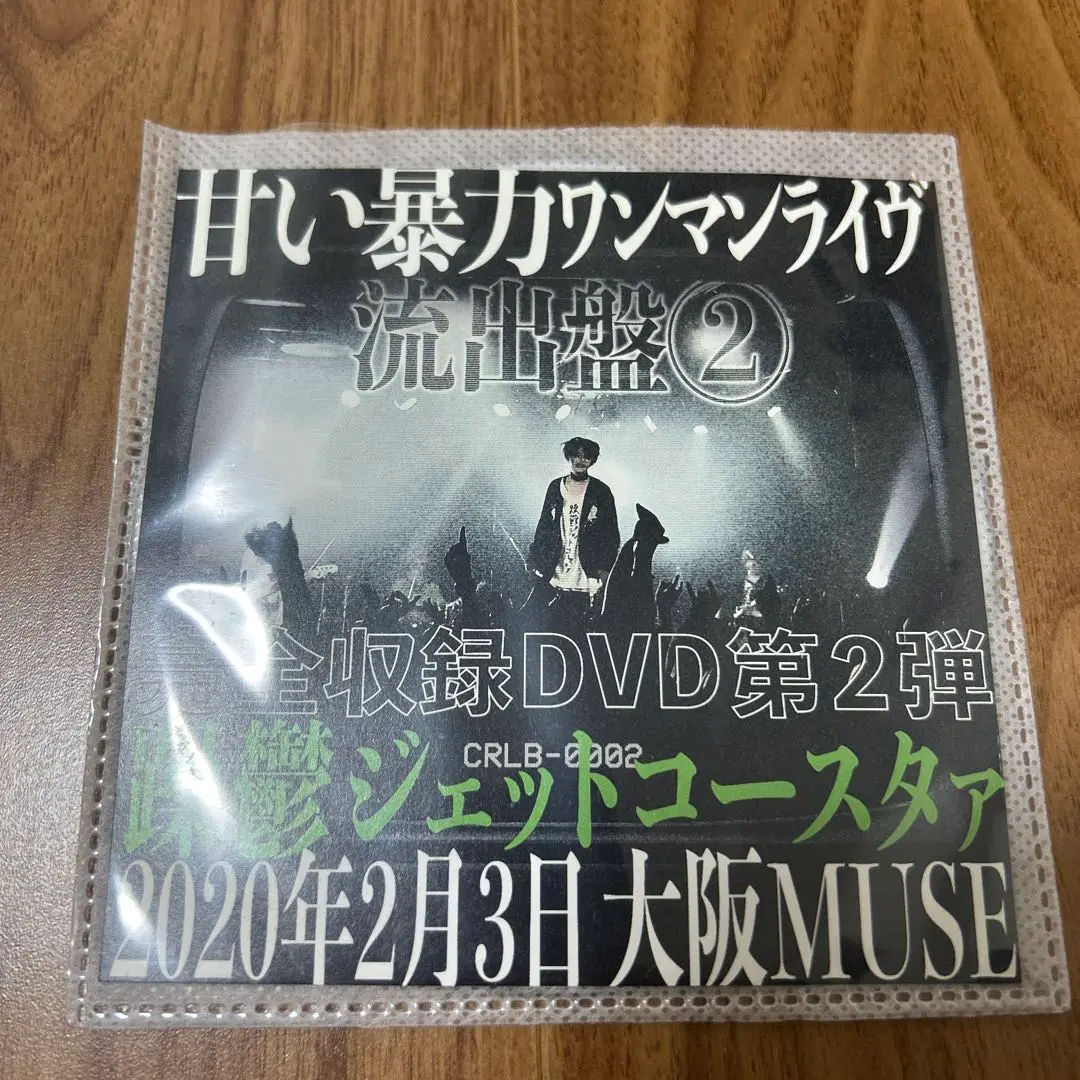 甘い暴力ワンマンライヴ
流出盤②
全収録DVD第2弾
CRLB-0002
躁鬱ジェットコースタァ
2020年2月3日 大阪MUSE